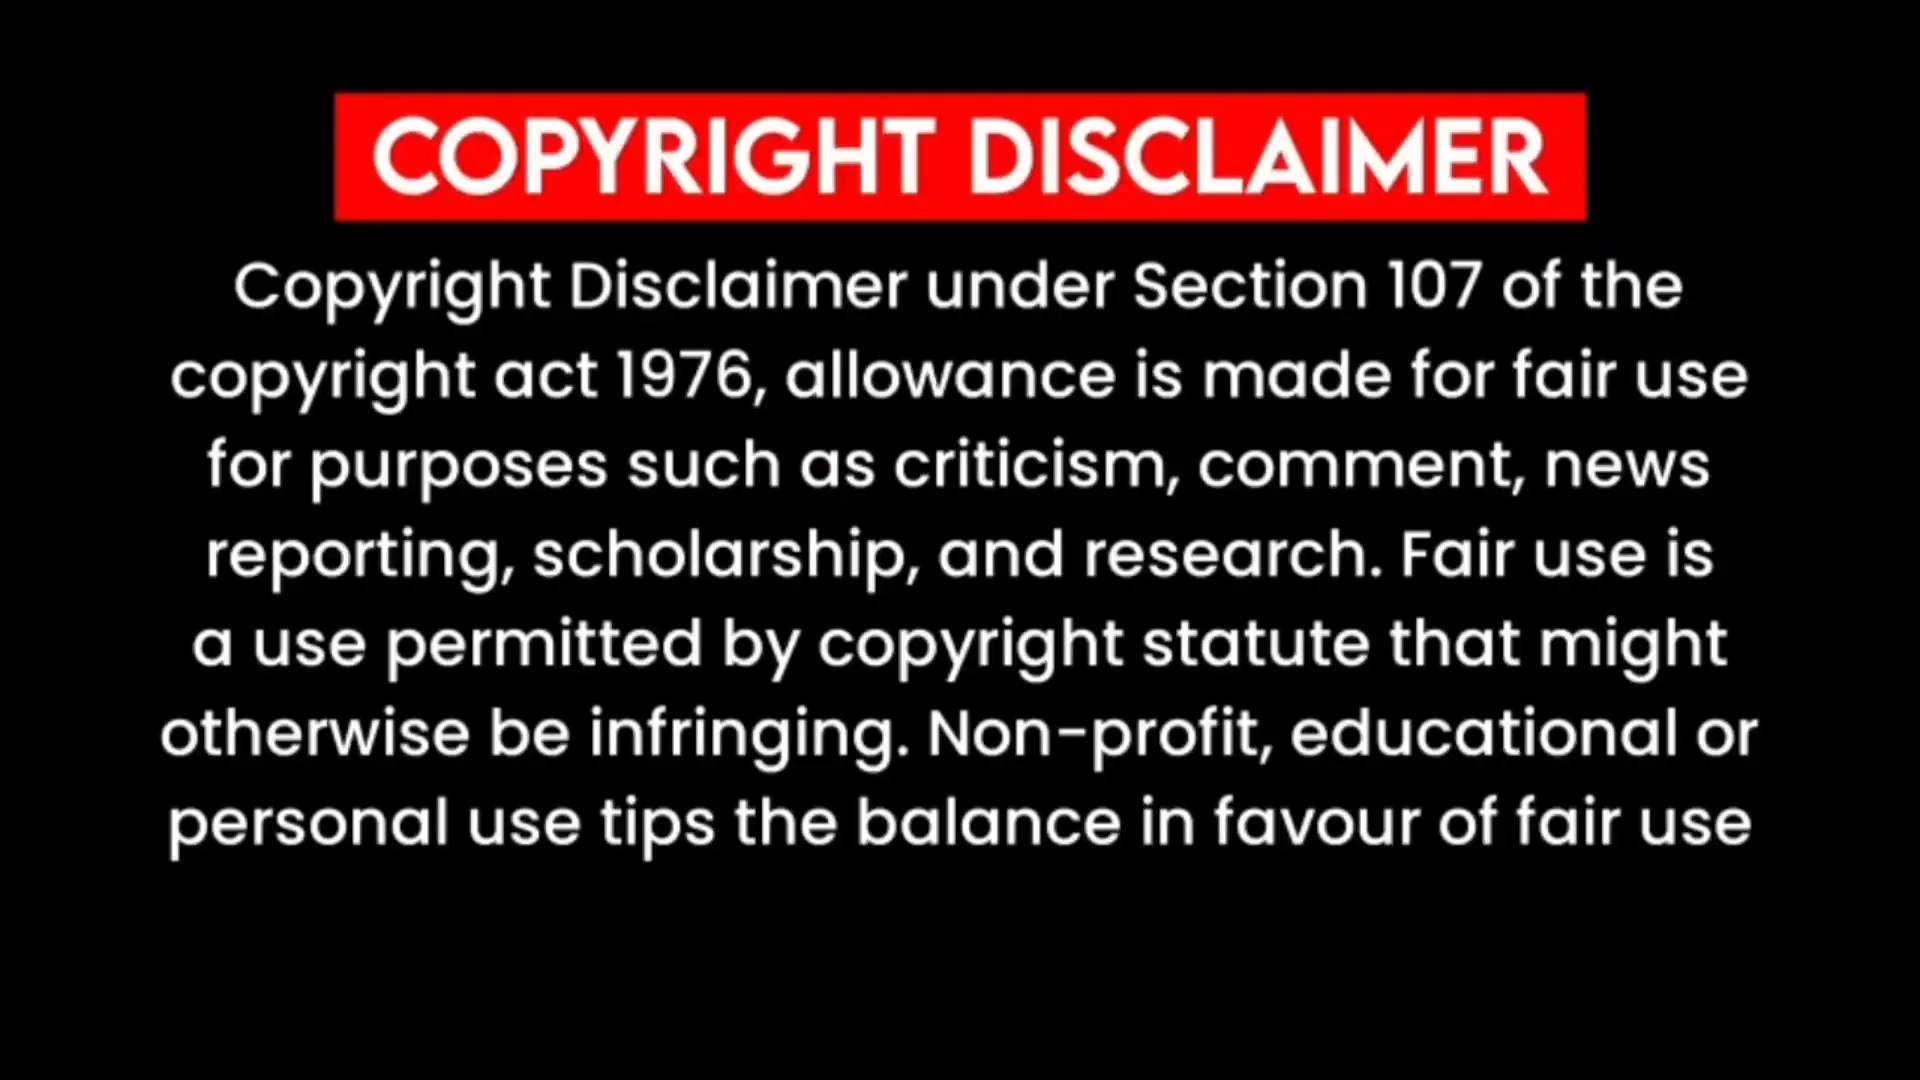 COPYRIGHT DISCLAIMER
Copyright Disclaimer under Section 107 of the
copyright act 1976, allowance is made for fair use
for purposes such as criticism, comment, news
reporting, scholarship, and research. Fair use is
a use permitted by copyright statute that might
otherwise be infringing. Non-profit, educational or
personal use tips the balance in favour of fair use